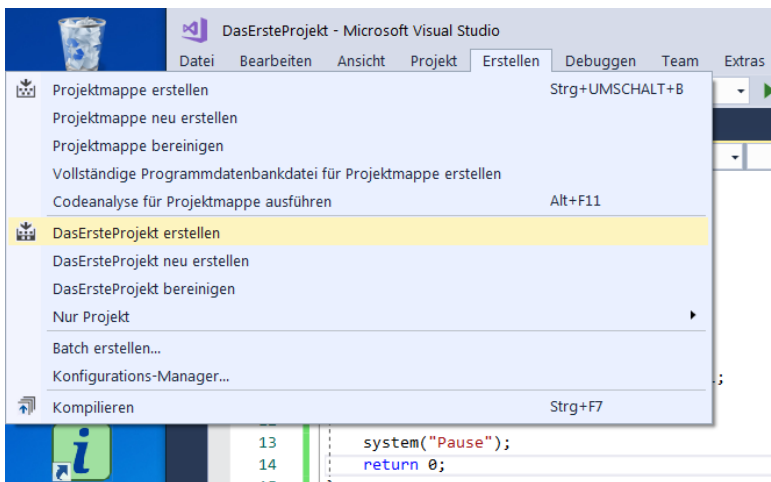 DasErsteProjekt - Microsoft Visual Studio
Datei Bearbeiten Ansicht Projekt Erstellen Debuggen Team Extras
Projektmappe erstellen Strg+UMSCHALT+B
Projektmappe neu erstellen
Projektmappe bereinigen
Vollständige Programmdatenbankdatei für Projektmappe erstellen
Codeanalyse für Projektmappe ausführen Alt+F11
DasErsteProjekt erstellen
DasErsteProjekt neu erstellen
DasErsteProjekt bereinigen
Nur Projekt
Batch erstellen...
Konfigurations-Manager...
;
Kompilieren Strg+F7
13 system("Pause");
14 return 0;